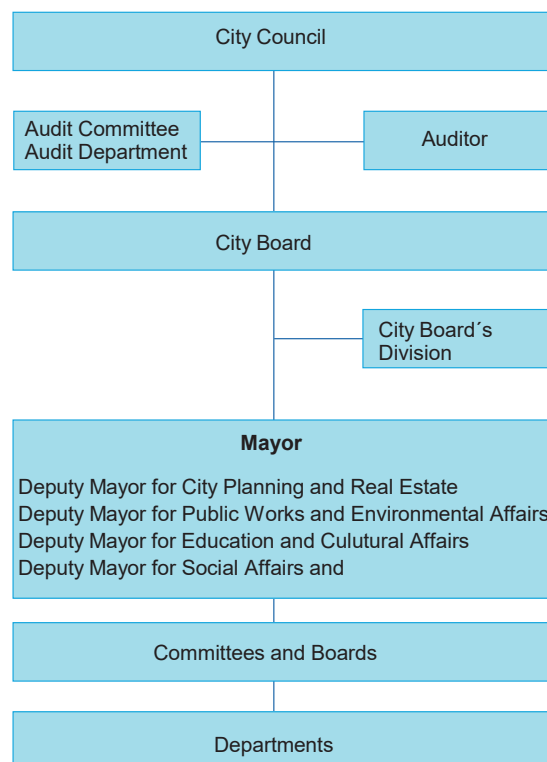 City Council
Audit Committee
Audit Department
Auditor
City Board
City Board´s
Division
Mayor
Deputy Mayor for City Planning and Real Estate
Deputy Mayor for Public Works and Environmental Affairs
Deputy Mayor for Education and Culutural Affairs
Deputy Mayor for Social Affairs and
Committees and Boards
Departments